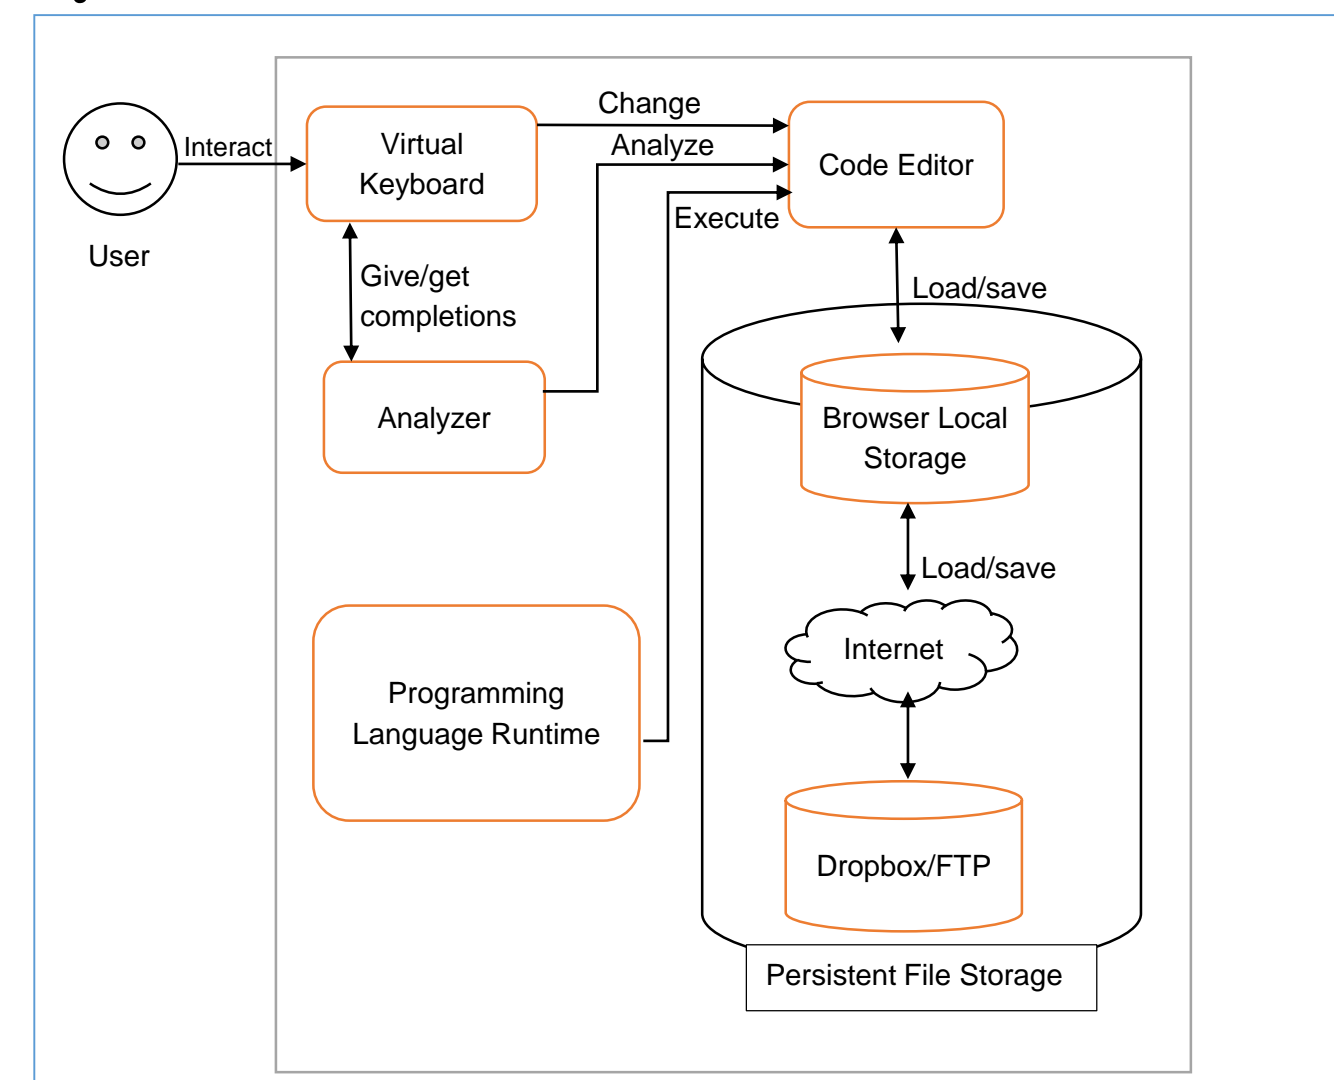 Change
Interact
Virtual
Keyboard
Analyze
Code Editor
Execute
User
Give/get
completions
Load/save
Analyzer
Browser Local
Storage
Load/save
Internet
Programming
Language Runtime
Dropbox/FTP
Persistent File Storage